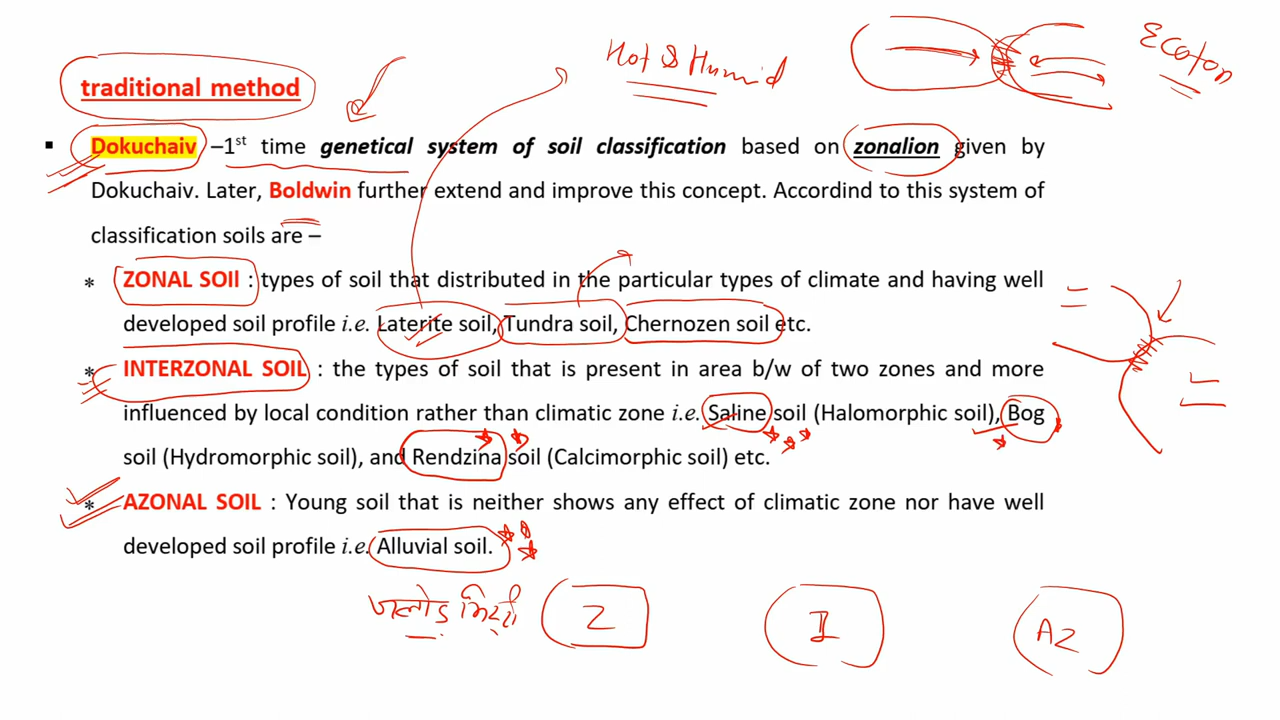 Hot & Humid
Ecoton
traditional method
▪ Dokuchaiv –1st time genetical system of soil classification based on zonalion given by
Dokuchaiv. Later, Boldwin further extend and improve this concept. Accordind to this system of
classification soils are –
* ZONAL SOIl : types of soil that distributed in the particular types of climate and having well
developed soil profile i.e. Laterite soil, Tundra soil, Chernozen soil etc.
* INTERZONAL SOIL : the types of soil that is present in area b/w of two zones and more
influenced by local condition rather than climatic zone i.e. Saline soil (Halomorphic soil), Bog
soil (Hydromorphic soil), and Rendzina soil (Calcimorphic soil) etc.
* AZONAL SOIL : Young soil that is neither shows any effect of climatic zone nor have well
developed soil profile i.e. Alluvial soil.
जलोढ़ मिट्टी Z I AZ